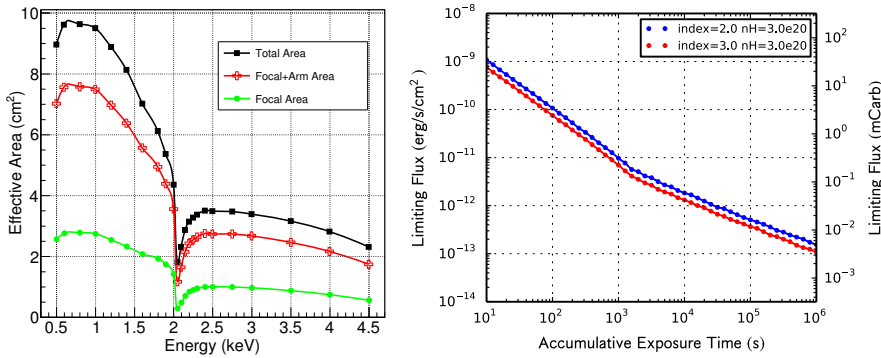 Effective Area (cm²)
10
8
6
4
2
0
Total Area
Focal+Arm Area
Focal Area
0.5 1 1.5 2 2.5 3 3.5 4 4.5
Energy (keV)
Limiting Flux (erg/s/cm²)
10⁻⁸
10⁻⁹
10⁻¹⁰
10⁻¹¹
10⁻¹²
10⁻¹³
10⁻¹⁴
index=2.0 nH=3.0e20
index=3.0 nH=3.0e20
10¹ 10² 10³ 10⁴ 10⁵ 10⁶
Accumulative Exposure Time (s)
10²
10¹
10⁰
10⁻¹
10⁻²
10⁻³
Limiting Flux (mCarb)